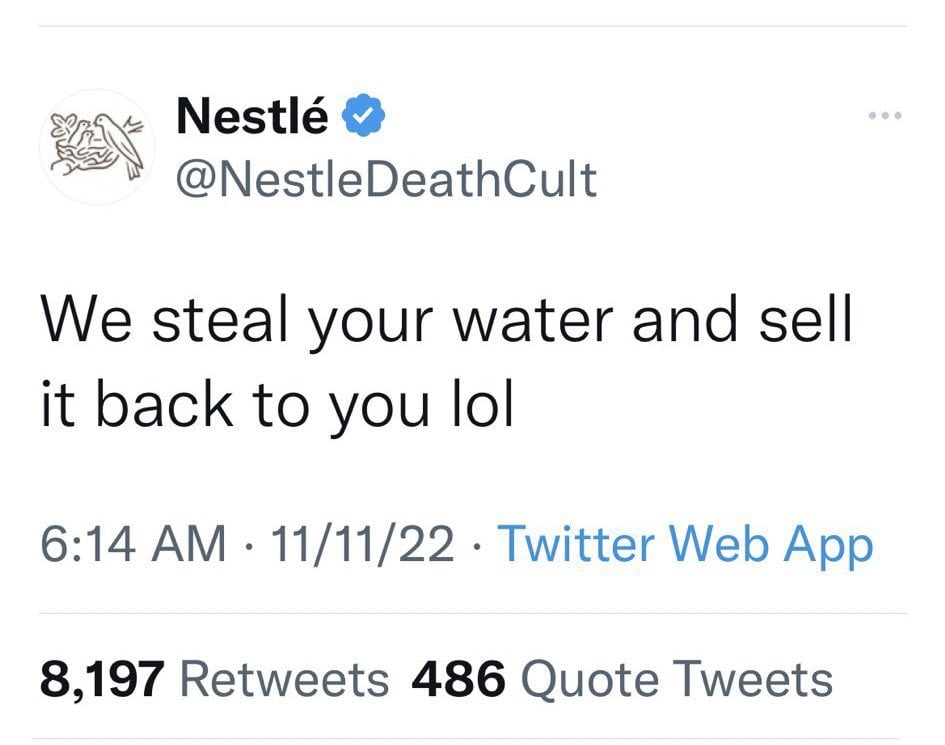 Nestlé
@NestleDeathCult
We steal your water and sell
it back to you lol
6:14 AM · 11/11/22 · Twitter Web App
8,197 Retweets 486 Quote Tweets